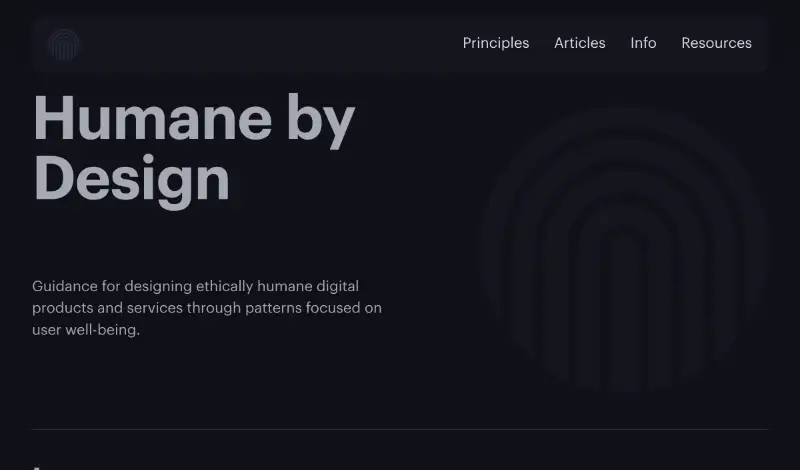 Principles Articles Info Resources
Humane by
Design
Guidance for designing ethically humane digital
products and services through patterns focused on
user well-being.